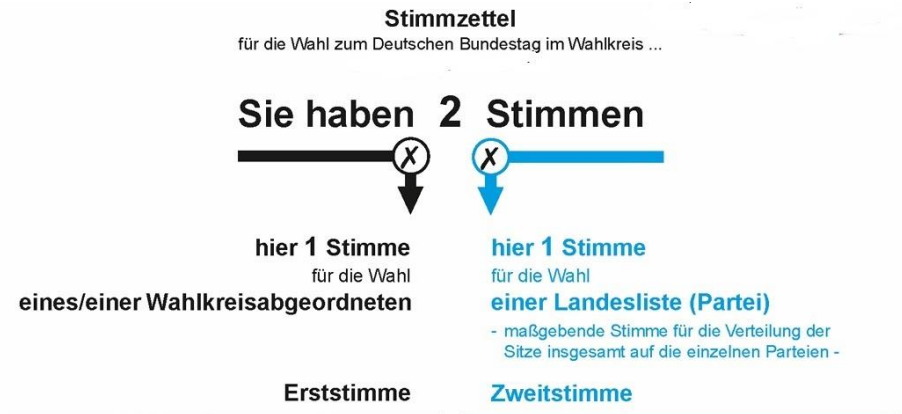 Stimmzettel
für die Wahl zum Deutschen Bundestag im Wahlkreis ...
Sie haben 2 Stimmen
hier 1 Stimme
für die Wahl
eines/einer Wahlkreisabgeordneten
Erststimme
hier 1 Stimme
für die Wahl
einer Landesliste (Partei)
- maßgebende Stimme für die Verteilung der
Sitze insgesamt auf die einzelnen Parteien -
Zweitstimme